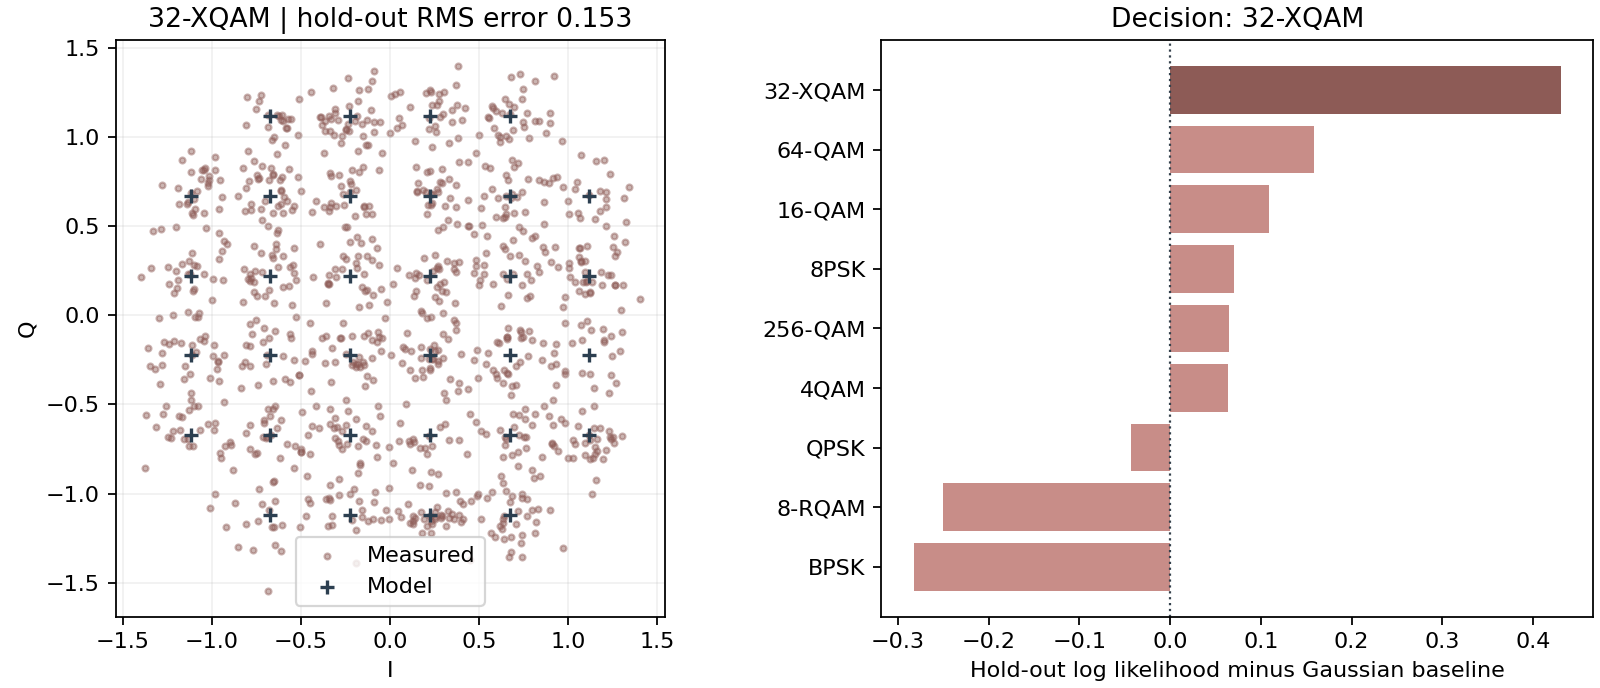 32-XQAM | hold-out RMS error 0.153
1.5
1.0
0.5
0.0
−0.5
−1.0
−1.5
Q
Measured
Model
−1.5
−1.0
−0.5
0.0
0.5
1.0
1.5
I
Decision: 32-XQAM
32-XQAM
64-QAM
16-QAM
8PSK
256-QAM
4QAM
QPSK
8-RQAM
BPSK
−0.3
−0.2
−0.1
0.0
0.1
0.2
0.3
0.4
Hold-out log likelihood minus Gaussian baseline